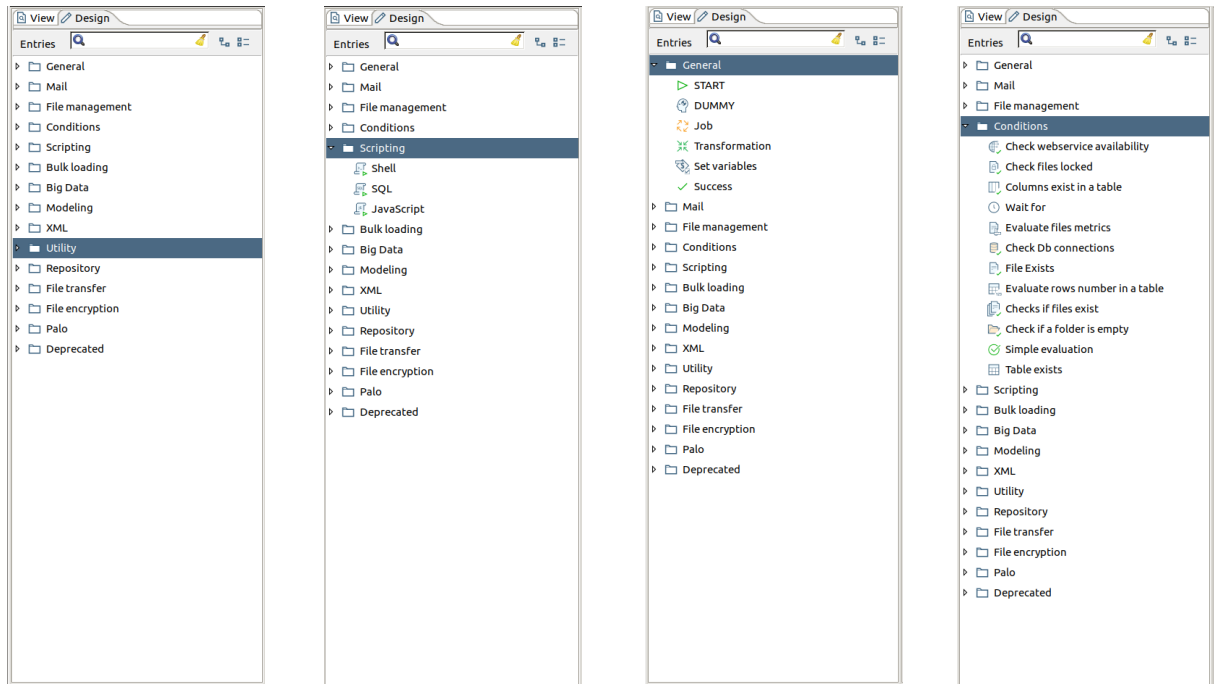 View Design
Entries
General
Mail
File management
Conditions
Scripting
Bulk loading
Big Data
Modeling
XML
Utility
Repository
File transfer
File encryption
Palo
Deprecated
View Design
Entries
General
Mail
File management
Conditions
Scripting
Shell
SQL
JavaScript
Bulk loading
Big Data
Modeling
XML
Utility
Repository
File transfer
File encryption
Palo
Deprecated
View Design
Entries
General
START
DUMMY
Job
Transformation
Set variables
Success
Mail
File management
Conditions
Scripting
Bulk loading
Big Data
Modeling
XML
Utility
Repository
File transfer
File encryption
Palo
Deprecated
View Design
Entries
General
Mail
File management
Conditions
Check webservice availability
Check files locked
Columns exist in a table
Wait for
Evaluate files metrics
Check Db connections
File Exists
Evaluate rows number in a table
Checks if files exist
Check if a folder is empty
Simple evaluation
Table exists
Scripting
Bulk loading
Big Data
Modeling
XML
Utility
Repository
File transfer
File encryption
Palo
Deprecated